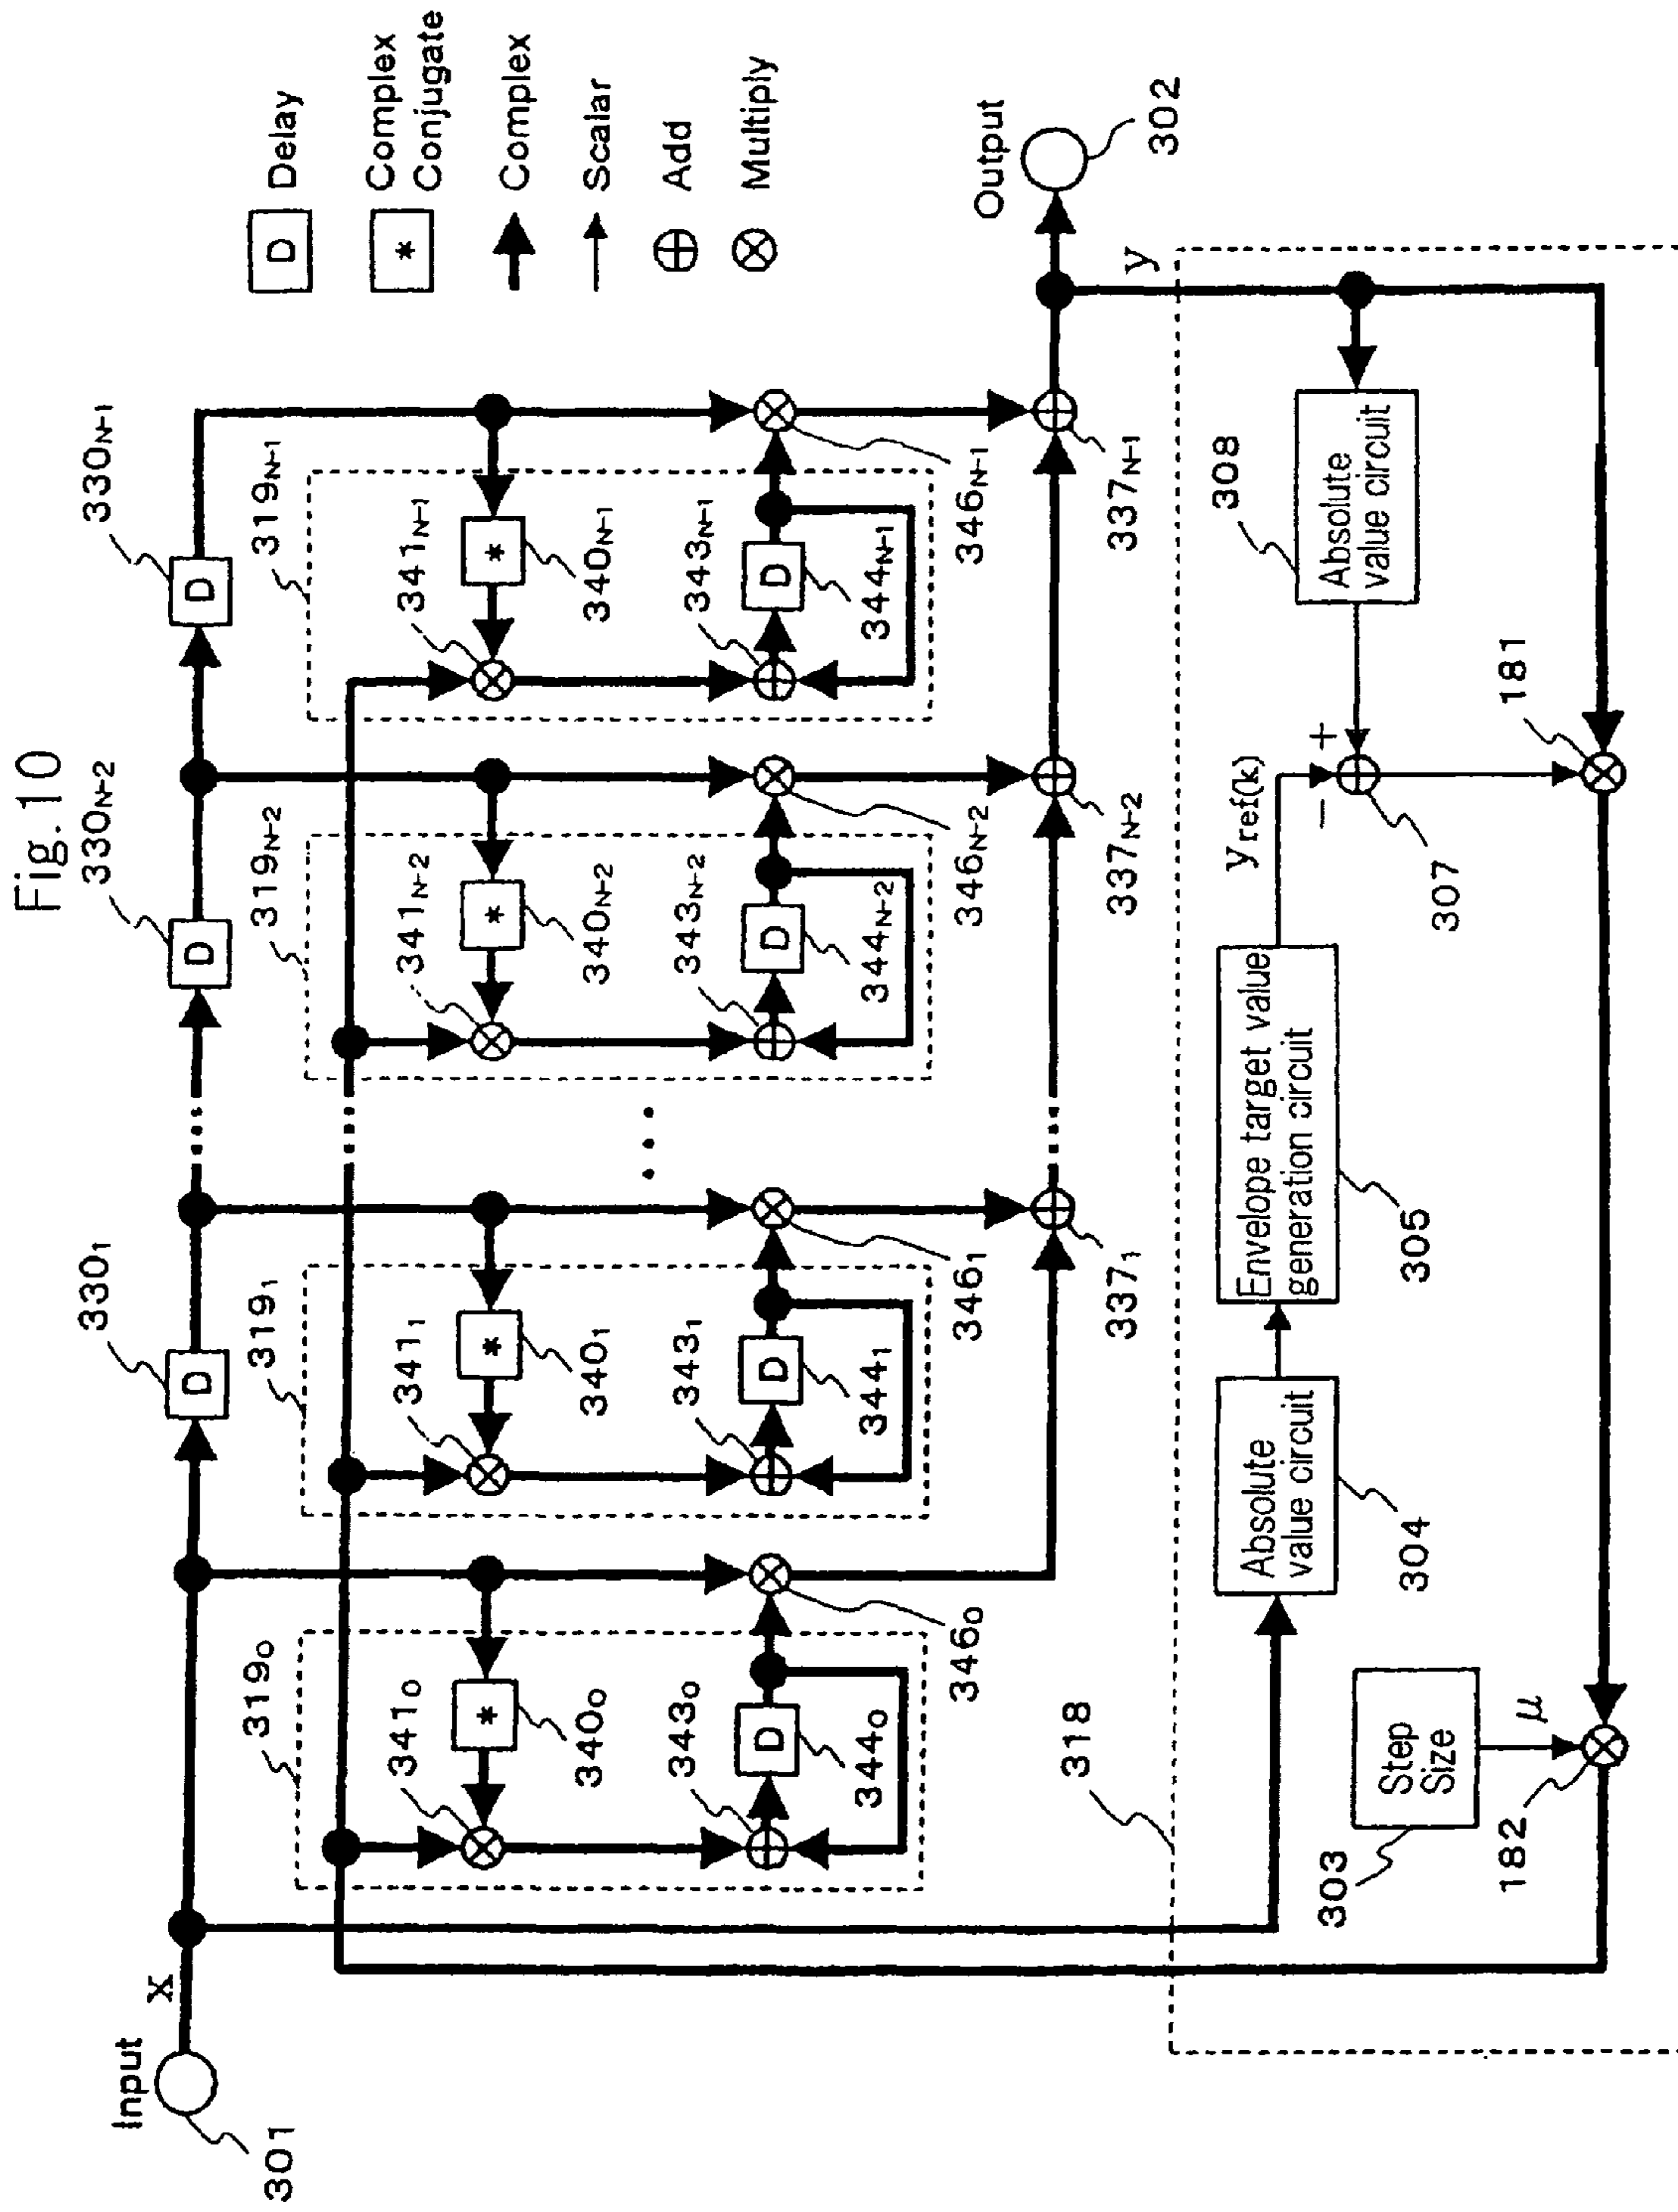 Fig.10
Input
301
X
330₁
330N-2
330N-1
D
D
D
D Delay
* Complex Conjugate
Complex
Scalar
⊕ Add
⊗ Multiply
319₀
319₁
319N-2
319N-1
341₀
*
340₀
341₁
*
340₁
341N-2
*
340N-2
341N-1
*
340N-1
343₀
D
344₀
343₁
D
344₁
343N-2
D
344N-2
343N-1
D
344N-1
346₀
346₁
346N-2
346N-1
...
337₁
337N-2
337N-1
Output
302
y
318
Absolute
value circuit
304
Envelope target value
generation circuit
305
yref(k)
−
+
307
Absolute
value circuit
308
Step
Size
303
μ
182
181